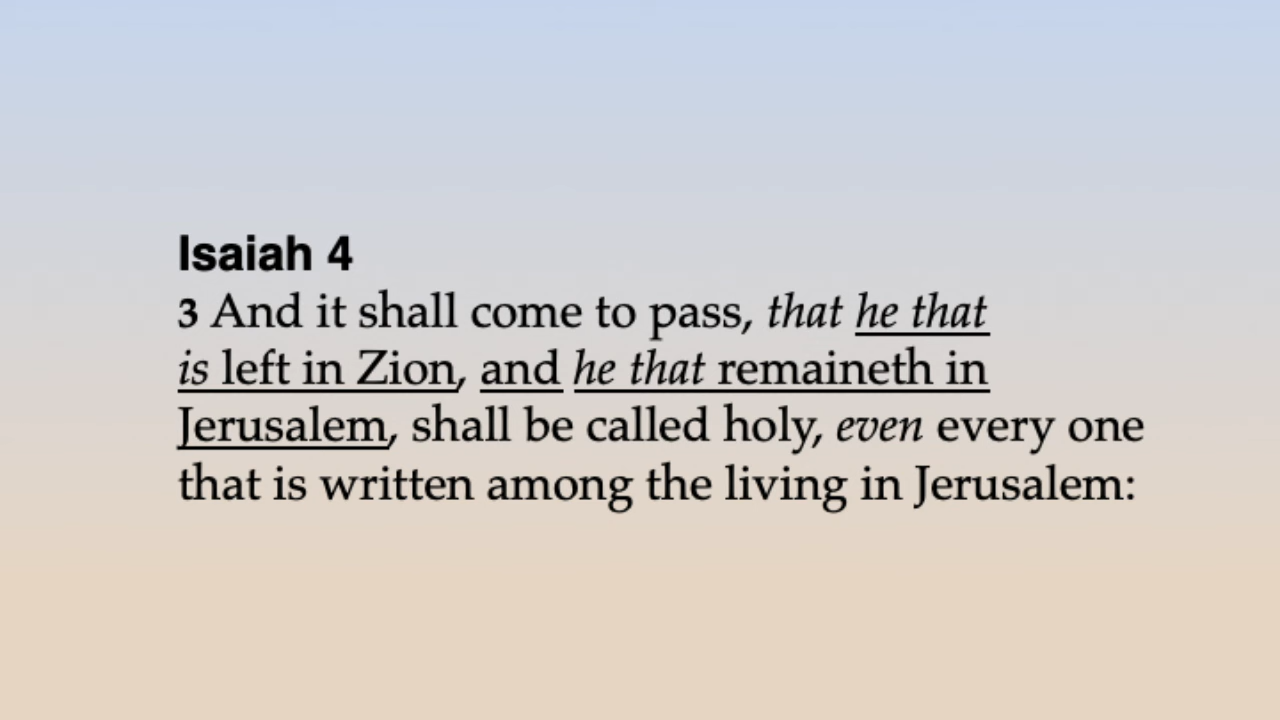 Isaiah 4
3 And it shall come to pass, that he that
is left in Zion, and he that remaineth in
Jerusalem, shall be called holy, even every one
that is written among the living in Jerusalem: